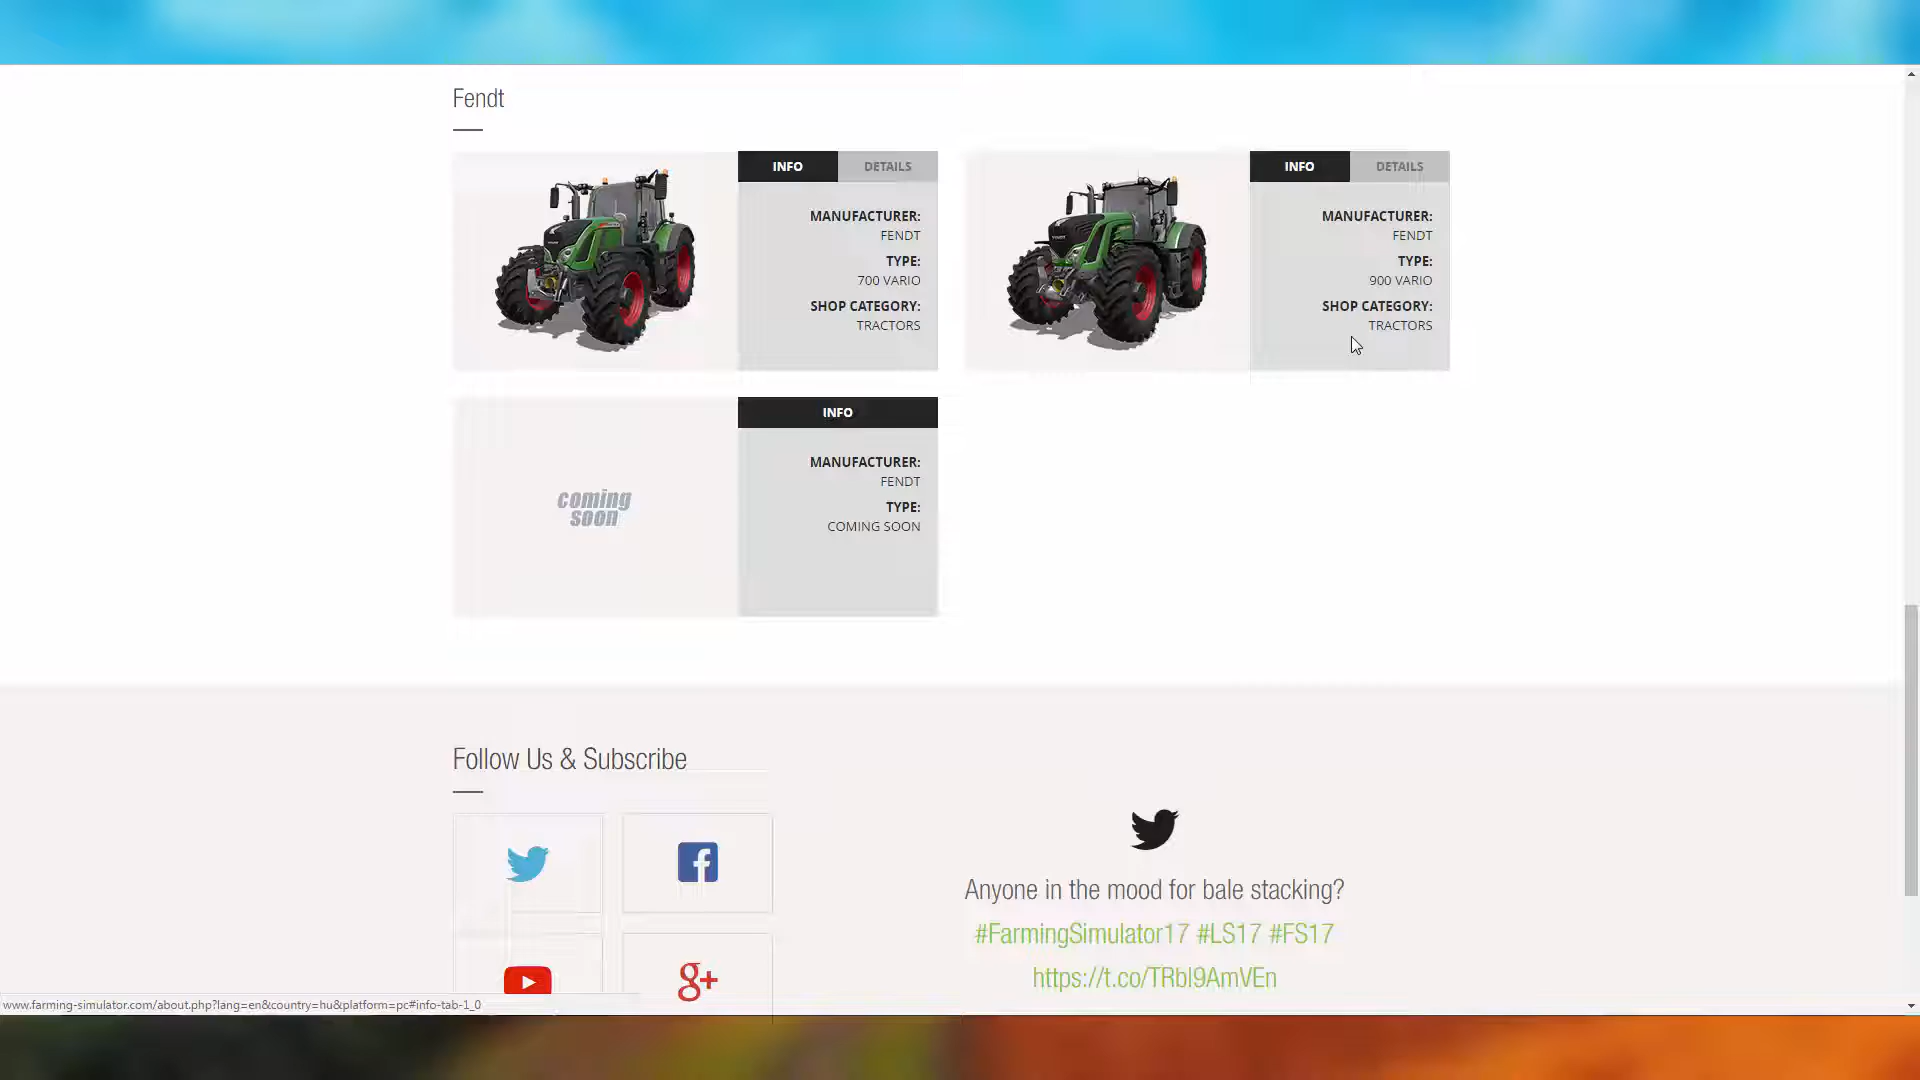 Fendt
INFO
DETAILS
MANUFACTURER:
FENDT
TYPE:
700 VARIO
SHOP CATEGORY:
TRACTORS
INFO
DETAILS
MANUFACTURER:
FENDT
TYPE:
900 VARIO
SHOP CATEGORY:
TRACTORS
coming
soon
INFO
MANUFACTURER:
FENDT
TYPE:
COMING SOON
Follow Us & Subscribe
g+
Anyone in the mood for bale stacking?
#FarmingSimulator17 #LS17 #FS17
https://t.co/TRbI9AmVEn
www.farming-simulator.com/about.php?lang=en&country=hu&platform=pc#info-tab-1_0